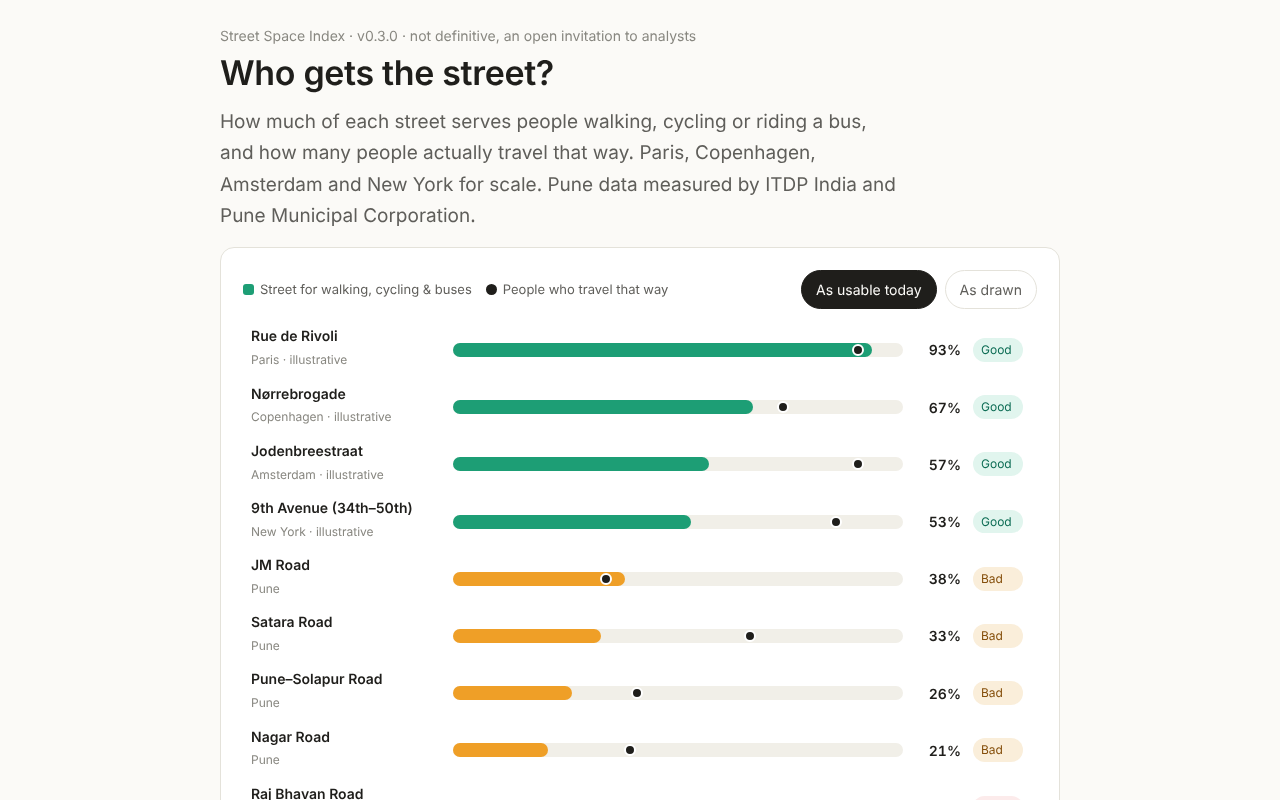 Street Space Index · v0.3.0 · not definitive, an open invitation to analysts
Who gets the street?
How much of each street serves people walking, cycling or riding a bus,
and how many people actually travel that way. Paris, Copenhagen,
Amsterdam and New York for scale. Pune data measured by ITDP India and
Pune Municipal Corporation.
Street for walking, cycling & buses
People who travel that way
As usable today
As drawn
Rue de Rivoli
Paris · illustrative
93%
Good
Nørrebrogade
Copenhagen · illustrative
67%
Good
Jodenbreestraat
Amsterdam · illustrative
57%
Good
9th Avenue (34th–50th)
New York · illustrative
53%
Good
JM Road
Pune
38%
Bad
Satara Road
Pune
33%
Bad
Pune–Solapur Road
Pune
26%
Bad
Nagar Road
Pune
21%
Bad
Raj Bhavan Road